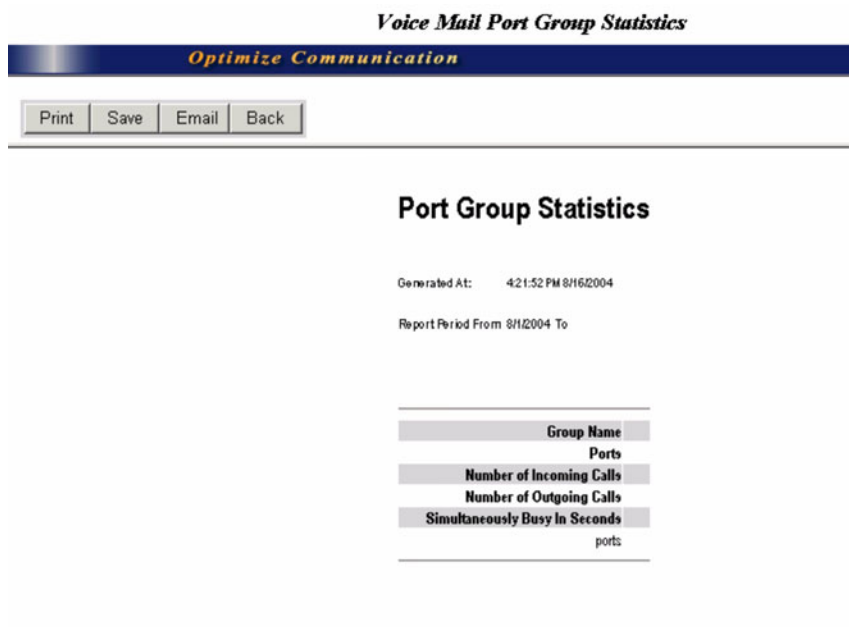 Voice Mail Port Group Statistics
Optimize Communication
Print Save Email Back
Port Group Statistics
Generated At: 4:21:52 PM 8/16/2004
Report Period From 8/1/2004 To
Group Name
Ports
Number of Incoming Calls
Number of Outgoing Calls
Simultaneously Busy In Seconds
ports